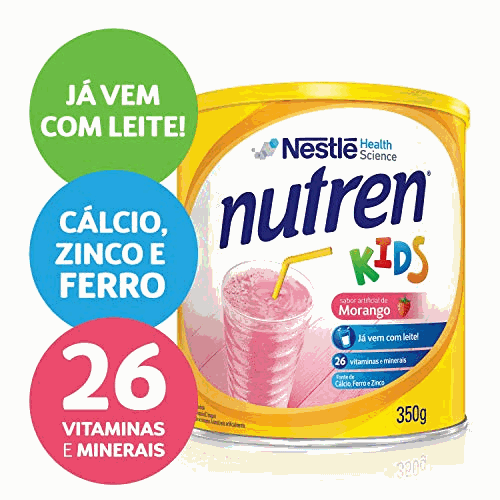 JÁ VEM
COM LEITE!
CÁLCIO,
ZINCO E
FERRO
26
VITAMINAS
E MINERAIS
Nestlé Health
Science
nutren
KIDS
sabor artificial de
Morango
Já vem com leite!
26 vitaminas e minerais
Fonte de
Cálcio, Ferro e Zinco
350g